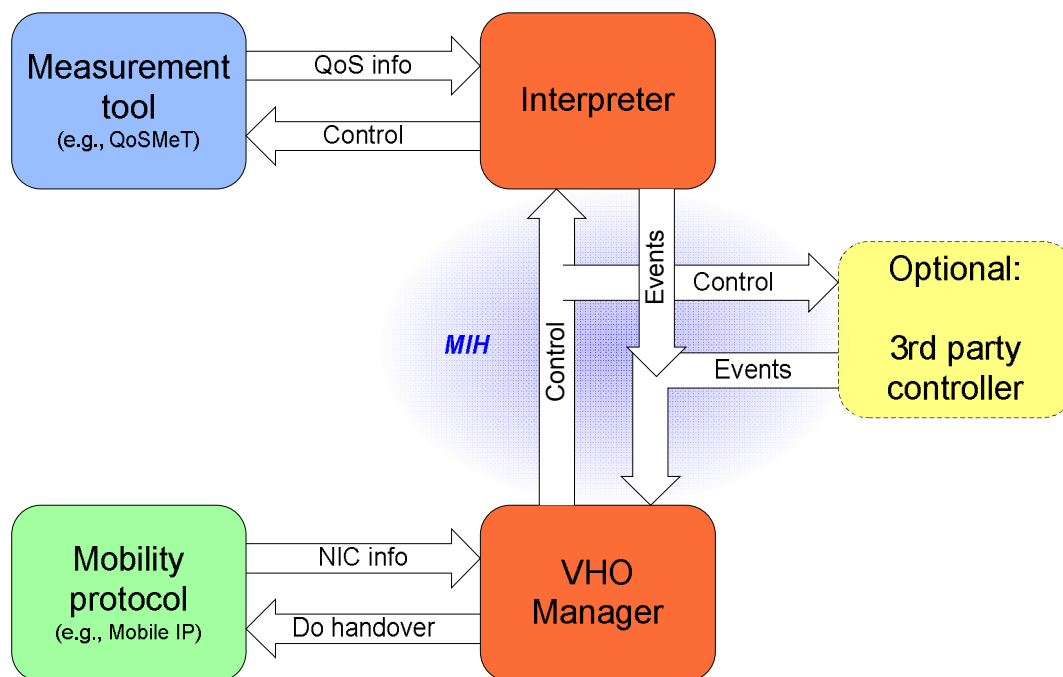 Measurement
tool
(e.g., QoSMeT)
QoS info
Control
Interpreter
Events
Control
Optional:
3rd party
controller
MIH
Control
Events
Mobility
protocol
(e.g., Mobile IP)
NIC info
Do handover
VHO
Manager